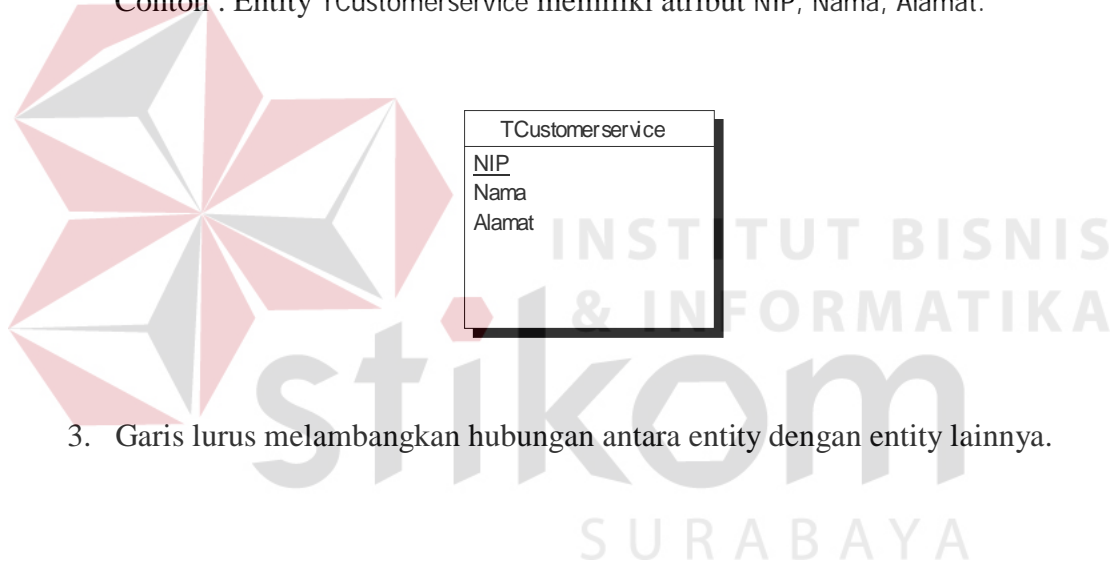 Contoh : Entity TCustomerservice memiliki atribut NIP, Nama, Alamat.
TCustomerservice
NIP
Nama
Alamat
INSTITUT BISNIS
& INFORMATIKA
stikom
SURABAYA
3. Garis lurus melambangkan hubungan antara entity dengan entity lainnya.